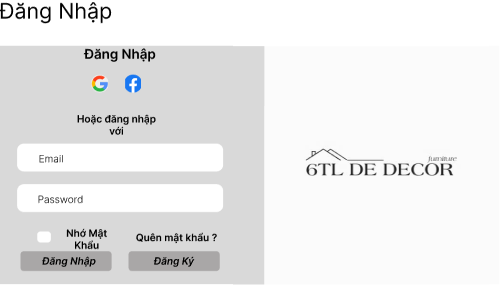 Đăng Nhập
Đăng Nhập
Hoặc đăng nhập
với
Email
Password
Nhớ Mật
Khẩu
Quên mật khẩu ?
Đăng Nhập
Đăng Ký
furniture
6TL DE DECOR